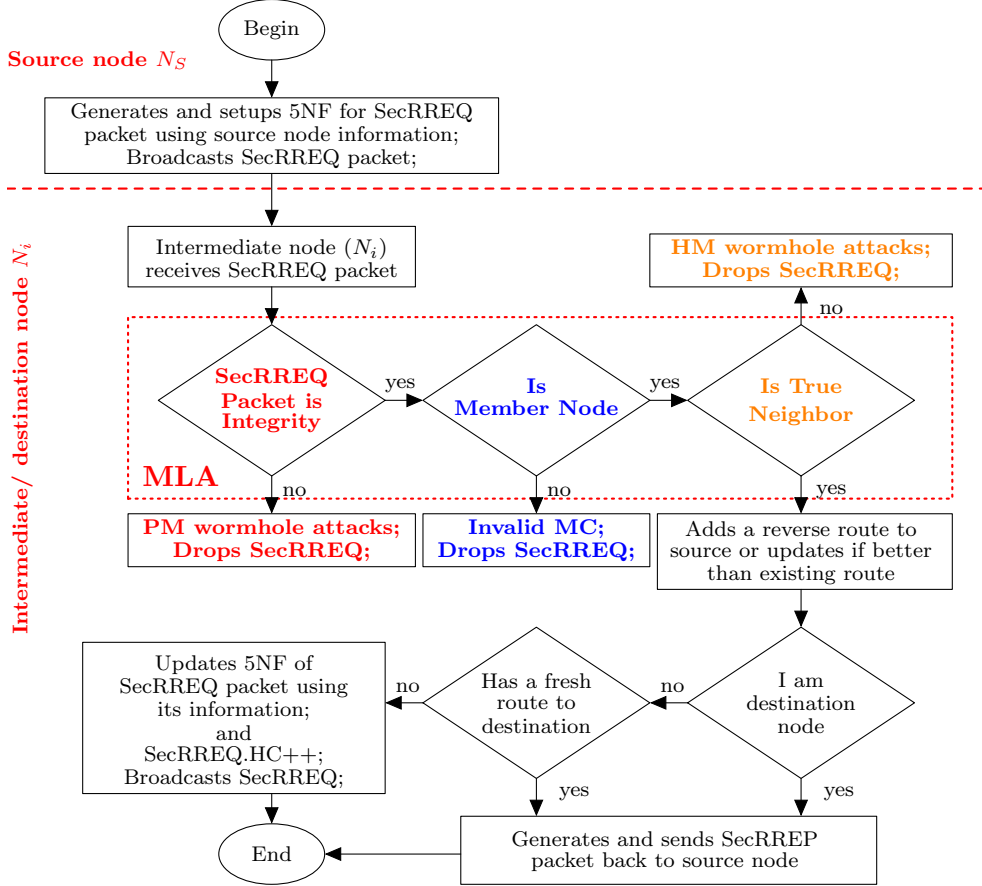 Begin
Source node N_S
Generates and setups 5NF for SecRREQ
packet using source node information;
Broadcasts SecRREQ packet;
Intermediate/ destination node N_i
Intermediate node (N_i)
receives SecRREQ packet
HM wormhole attacks;
Drops SecRREQ;
no
SecRREQ
Packet is
Integrity
yes
Is
Member Node
yes
Is True
Neighbor
MLA
no
no
yes
PM wormhole attacks;
Drops SecRREQ;
Invalid MC;
Drops SecRREQ;
Adds a reverse route to
source or updates if better
than existing route
Updates 5NF of
SecRREQ packet using
its information;
and
SecRREQ.HC++;
Broadcasts SecRREQ;
no
Has a fresh
route to
destination
no
I am
destination
node
yes
yes
End
Generates and sends SecRREP
packet back to source node